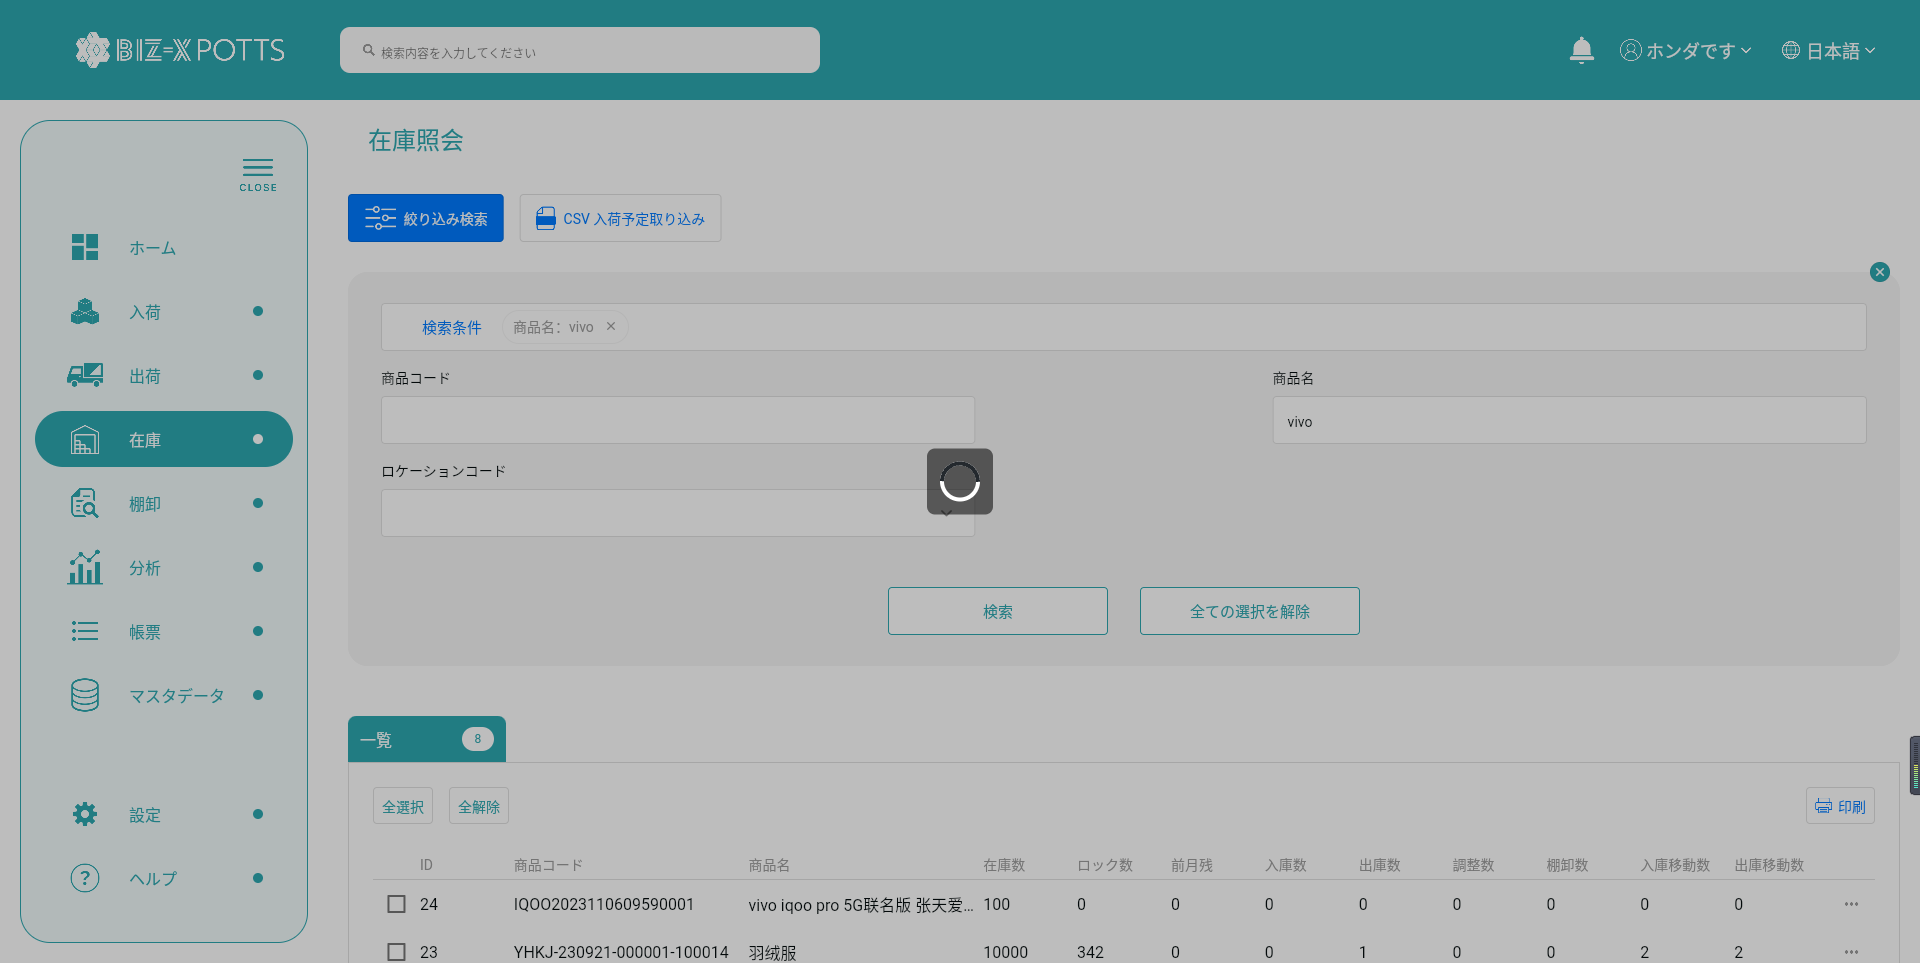 BIZ=X POTTS
検索内容を入力してください
ホンダです
日本語
CLOSE
ホーム
入荷
出荷
在庫
棚卸
分析
帳票
マスタデータ
設定
ヘルプ
在庫照会
絞り込み検索
CSV 入荷予定取り込み
検索条件
商品名：vivo
商品コード
商品名
vivo
ロケーションコード
検索
全ての選択を解除
一覧 8
全選択 全解除
印刷
ID 商品コード 商品名 在庫数 ロック数 前月残 入庫数 出庫数 調整数 棚卸数 入庫移動数 出庫移動数
24 IQOO2023110609590001 vivo iqoo pro 5G联名版 张天爱... 100 0 0 0 0 0 0 0 0
23 YHKJ-230921-000001-100014 羽绒服 10000 342 0 0 1 0 0 2 2